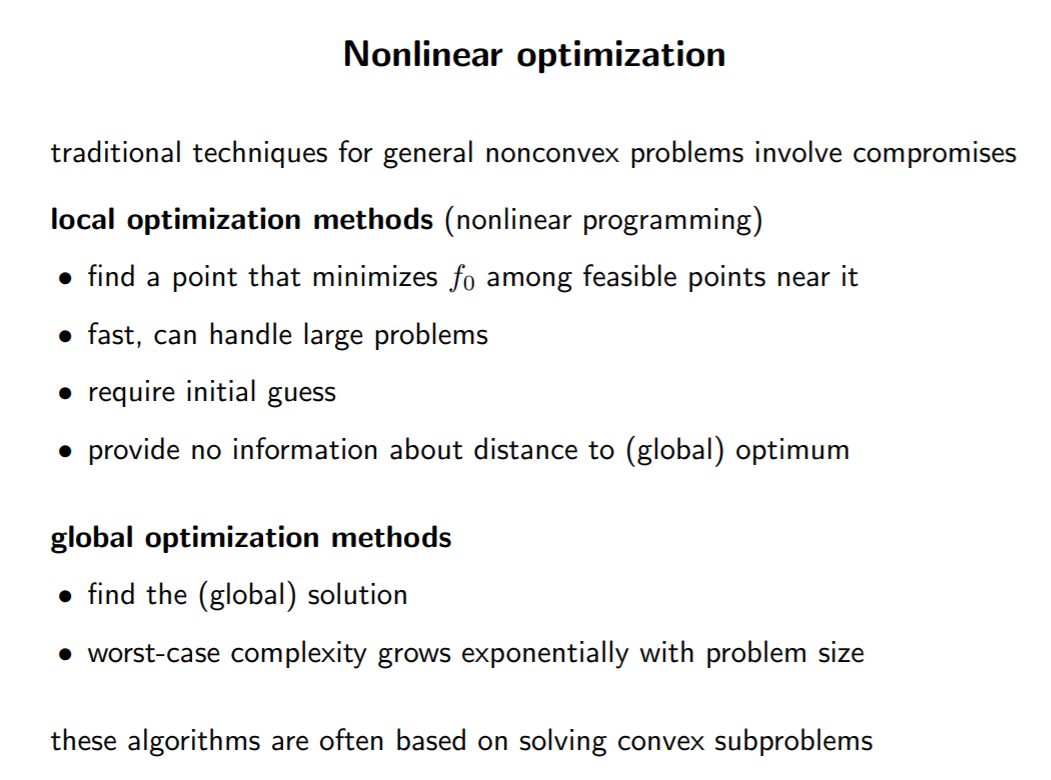 Nonlinear optimization
traditional techniques for general nonconvex problems involve compromises
local optimization methods (nonlinear programming)
• find a point that minimizes f₀ among feasible points near it
• fast, can handle large problems
• require initial guess
• provide no information about distance to (global) optimum
global optimization methods
• find the (global) solution
• worst-case complexity grows exponentially with problem size
these algorithms are often based on solving convex subproblems